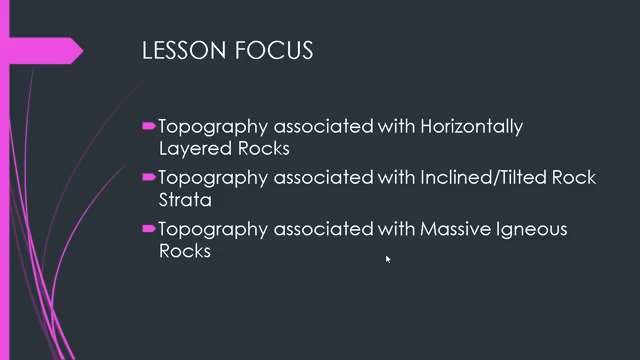 LESSON FOCUS
Topography associated with Horizontally
Layered Rocks
Topography associated with Inclined/Tilted Rock
Strata
Topography associated with Massive Igneous
Rocks